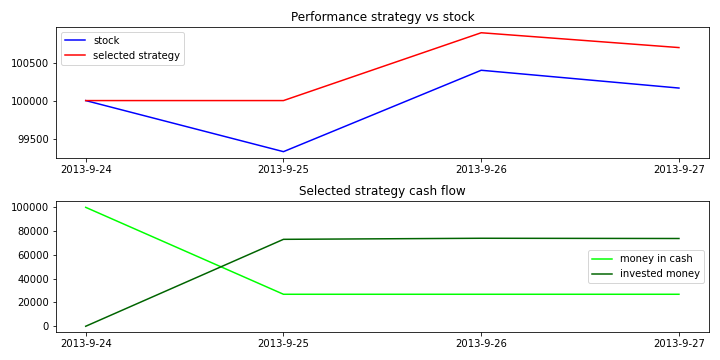 Performance strategy vs stock
stock
selected strategy
100500
100000
99500
2013-9-24 2013-9-25 2013-9-26 2013-9-27
Selected strategy cash flow
100000
80000
60000
40000
20000
0
money in cash
invested money
2013-9-24 2013-9-25 2013-9-26 2013-9-27